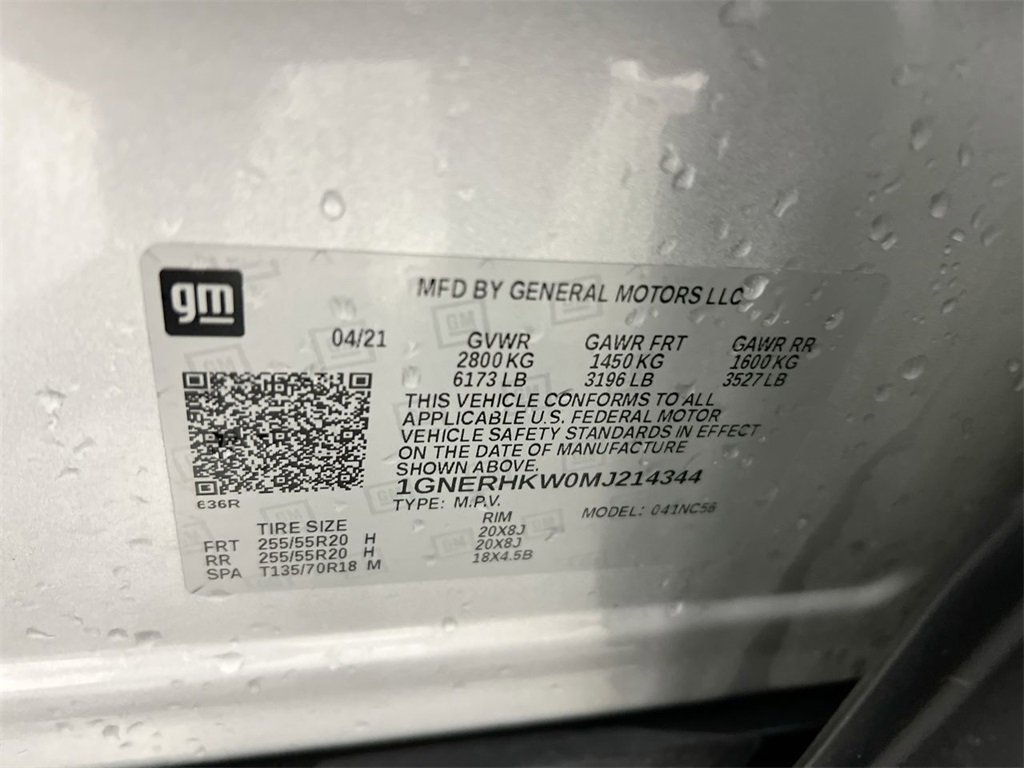 gm
MFD BY GENERAL MOTORS LLC
04/21 GVWR GAWR FRT GAWR RR
2800 KG 1450 KG 1600 KG
6173 LB 3196 LB 3527 LB
THIS VEHICLE CONFORMS TO ALL
APPLICABLE U.S. FEDERAL MOTOR
VEHICLE SAFETY STANDARDS IN EFFECT
ON THE DATE OF MANUFACTURE
SHOWN ABOVE.
1GNERHKW0MJ214344
636R
TYPE: M.P.V. MODEL: 041NC56
TIRE SIZE RIM
FRT 255/55R20 H 20X8J
RR 255/55R20 H 20X8J
SPA T135/70R18 M 18X4.5B